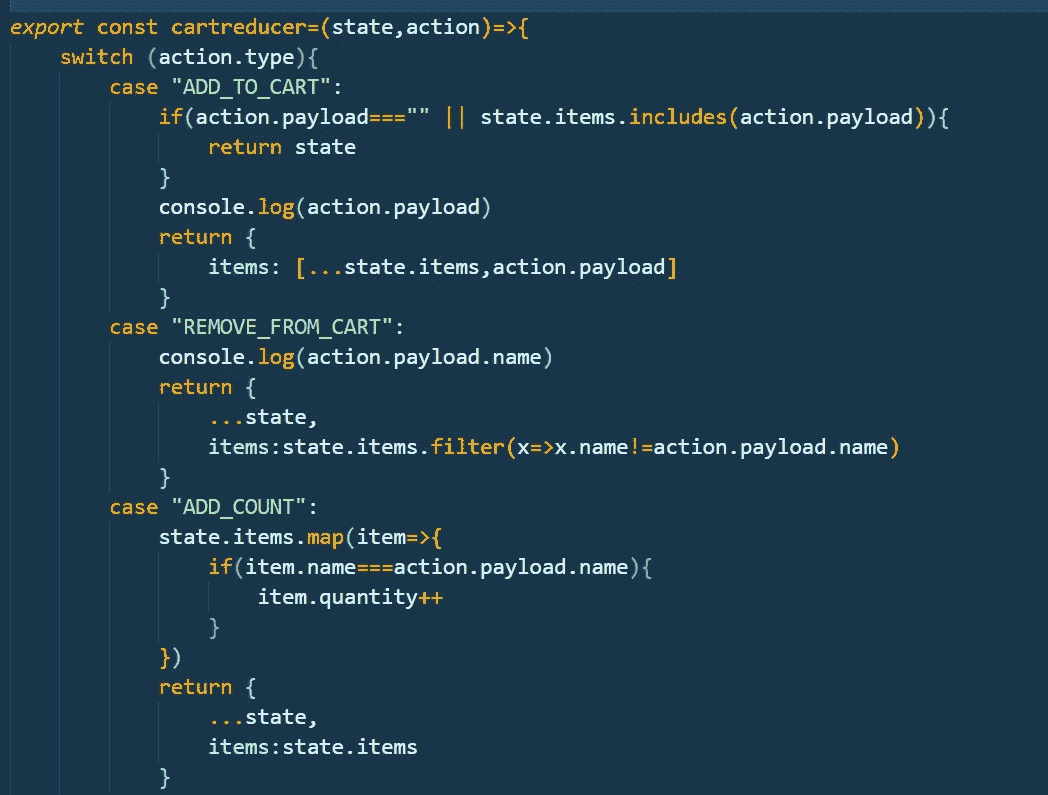 export const cartreducer=(state,action)=>{
    switch (action.type){
        case "ADD_TO_CART":
            if(action.payload==="" || state.items.includes(action.payload)){
                return state
            }
            console.log(action.payload)
            return {
                items: [...state.items,action.payload]
            }
        case "REMOVE_FROM_CART":
            console.log(action.payload.name)
            return {
                ...state,
                items:state.items.filter(x=>x.name!=action.payload.name)
            }
        case "ADD_COUNT":
            state.items.map(item=>{
                if(item.name===action.payload.name){
                    item.quantity++
                }
            })
            return {
                ...state,
                items:state.items
            }